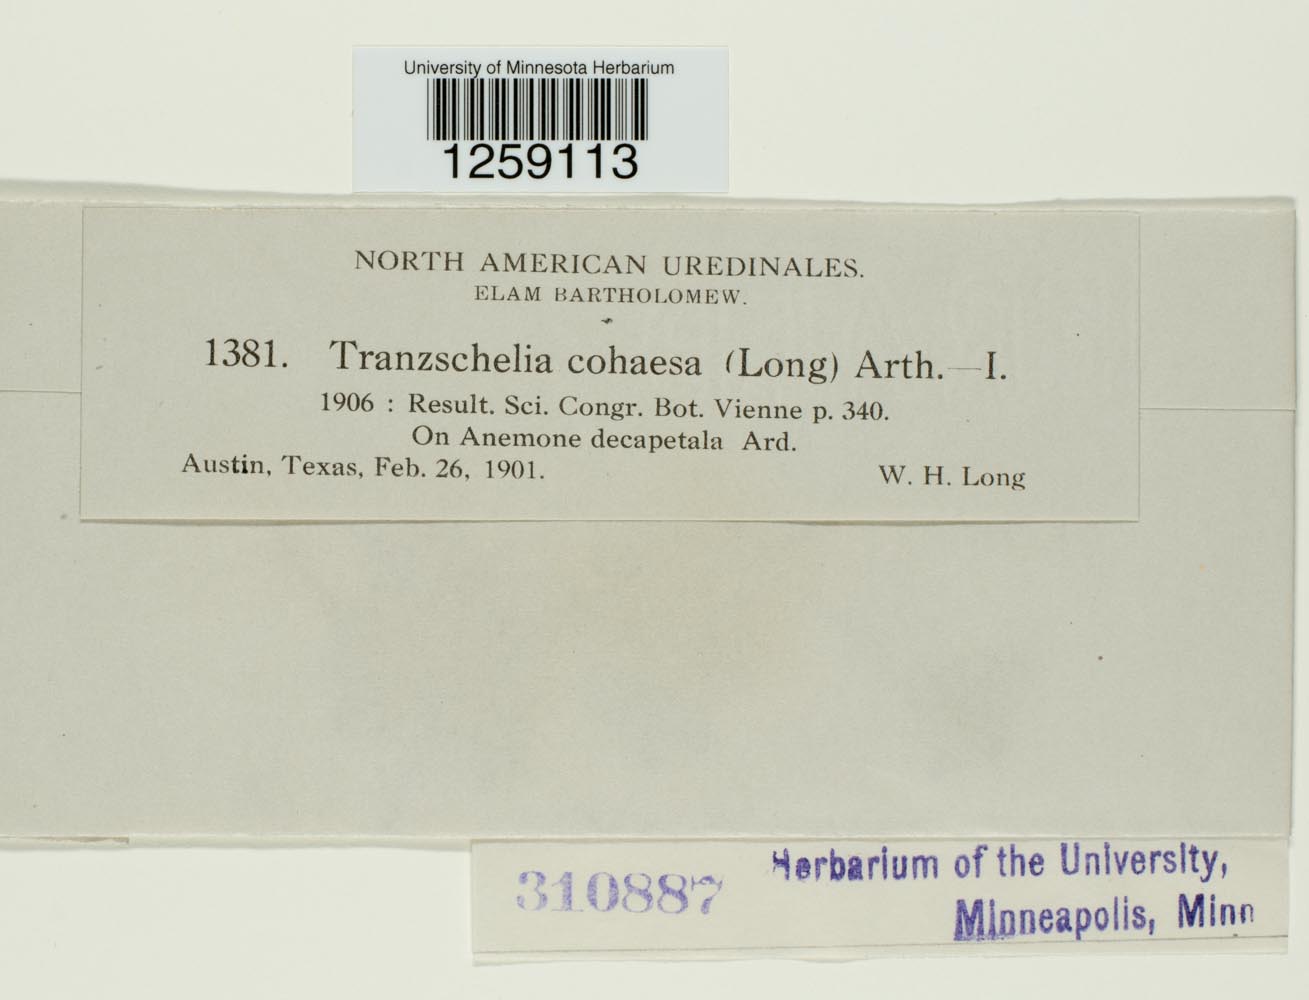 University of Minnesota Herbarium
1259113
NORTH AMERICAN UREDINALES.
ELAM BARTHOLOMEW.
1381. Tranzschelia cohaesa (Long) Arth.—I.
1906 : Result. Sci. Congr. Bot. Vienne p. 340.
On Anemone decapetala Ard.
Austin, Texas, Feb. 26, 1901. W. H. Long
310887
Herbarium of the University,
Minneapolis, Minn